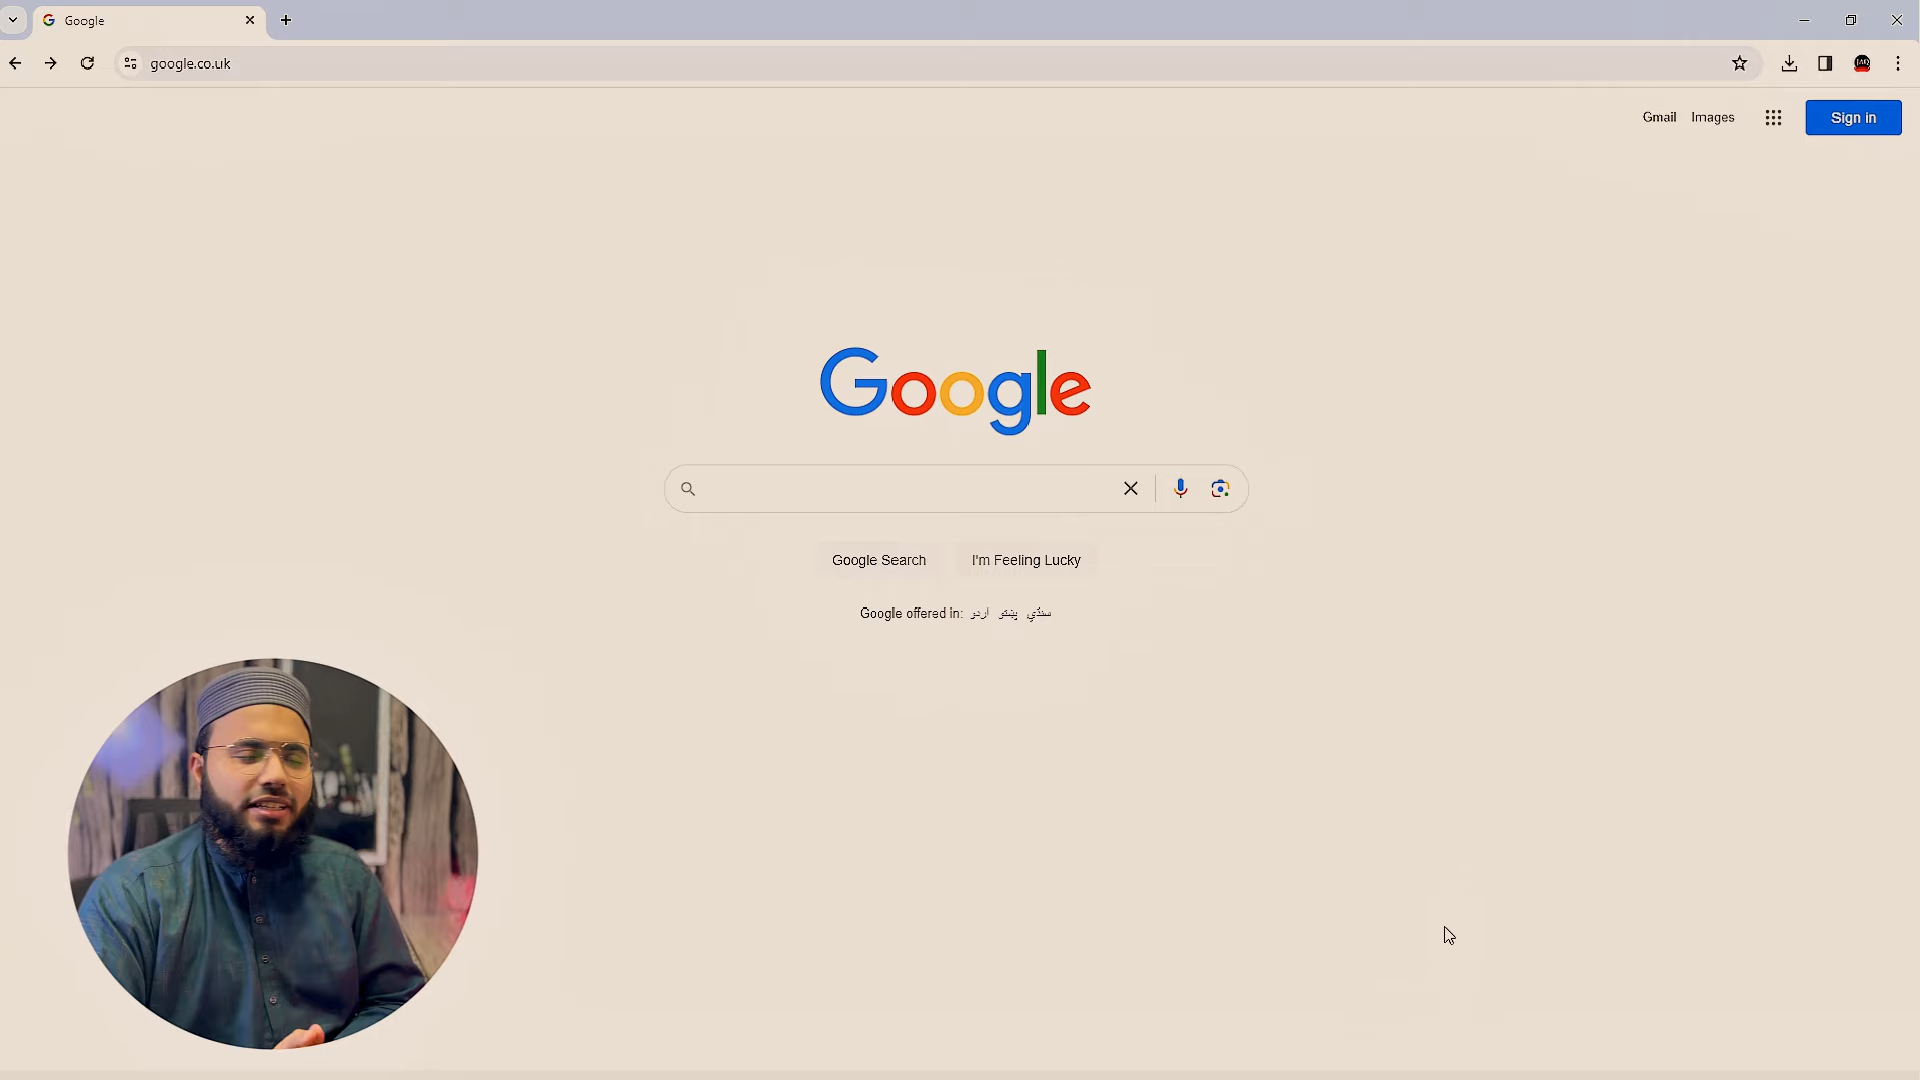 Google
google.co.uk
Gmail Images
Sign in
Google
Google Search I'm Feeling Lucky
Google offered in: اردو پښتو سنڌي